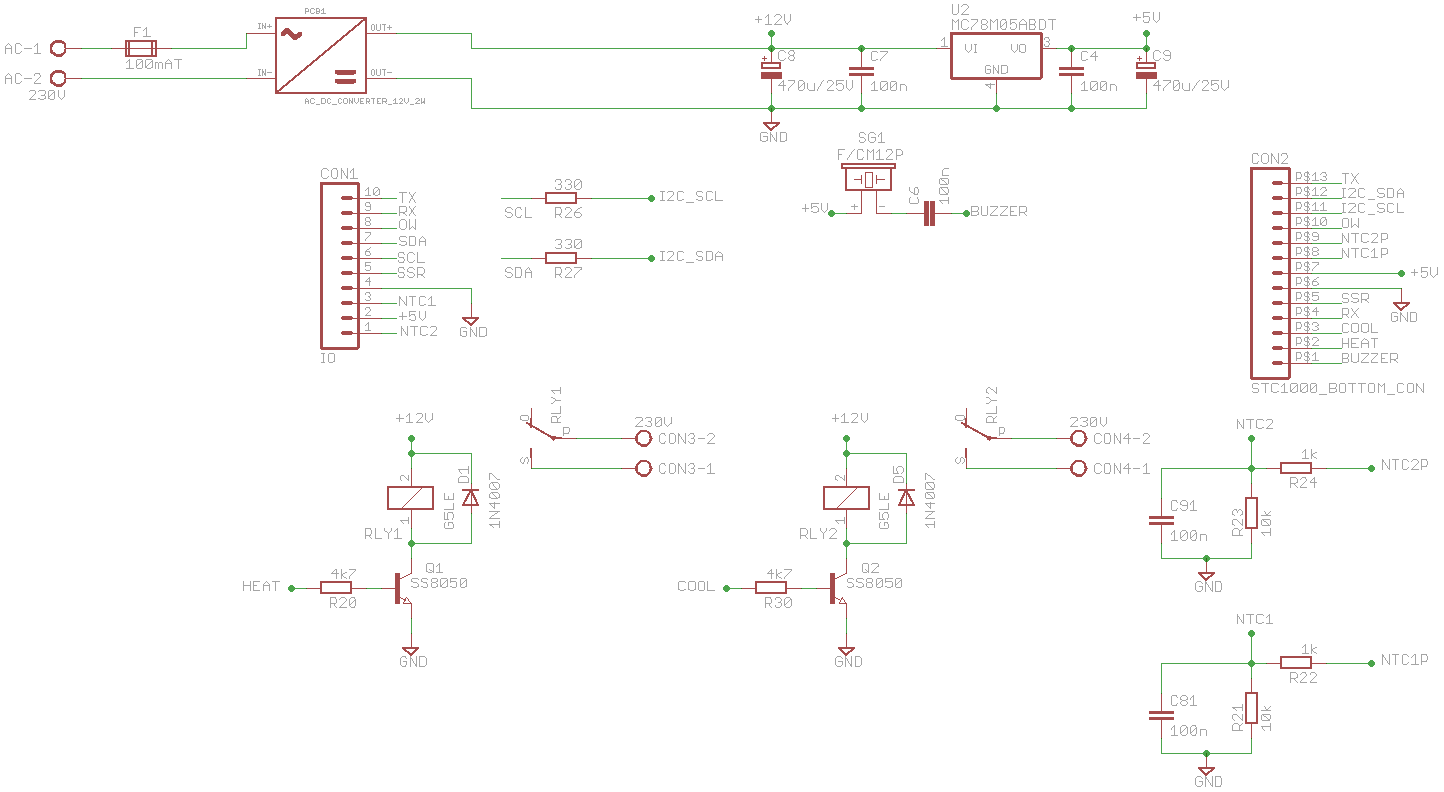 AC-1
AC-2
230V
F1
100mAT
PCB1
IN+
IN-
OUT+
OUT-
AC_DC_CONVERTER_12V_2W
+12V
C8
+
470u/25V
C7
100n
GND
U2
MC78M05ABDT
1
VI
VO
3
GND
4
C4
100n
+5V
C9
+
470u/25V
CON1
10 TX
9 RX
8 OW
7 SDA
6 SCL
5 SSR
4
3 NTC1
2 +5V
1 NTC2
IO
GND
330
SCL
R26
I2C_SCL
330
SDA
R27
I2C_SDA
SG1
F/CM12P
+5V
+
-
C6
100n
BUZZER
CON2
P$13 TX
P$12 I2C_SDA
P$11 I2C_SCL
P$10 OW
P$9 NTC2P
P$8 NTC1P
P$7 +5V
P$6
P$5 SSR
P$4 RX
P$3 COOL
P$2 HEAT
P$1 BUZZER
GND
STC1000_BOTTOM_CON
+12V
2
1
RLY1
G5LE
D1
1N4007
HEAT
4k7
R20
Q1
SS8050
GND
RLY1
O
P
S
230V
CON3-2
CON3-1
+12V
2
1
RLY2
G5LE
D5
1N4007
COOL
4k7
R30
Q2
SS8050
GND
RLY2
O
P
S
230V
CON4-2
CON4-1
NTC2
1k
R24
NTC2P
C91
100n
R23
10k
GND
NTC1
1k
R22
NTC1P
C81
100n
R21
10k
GND